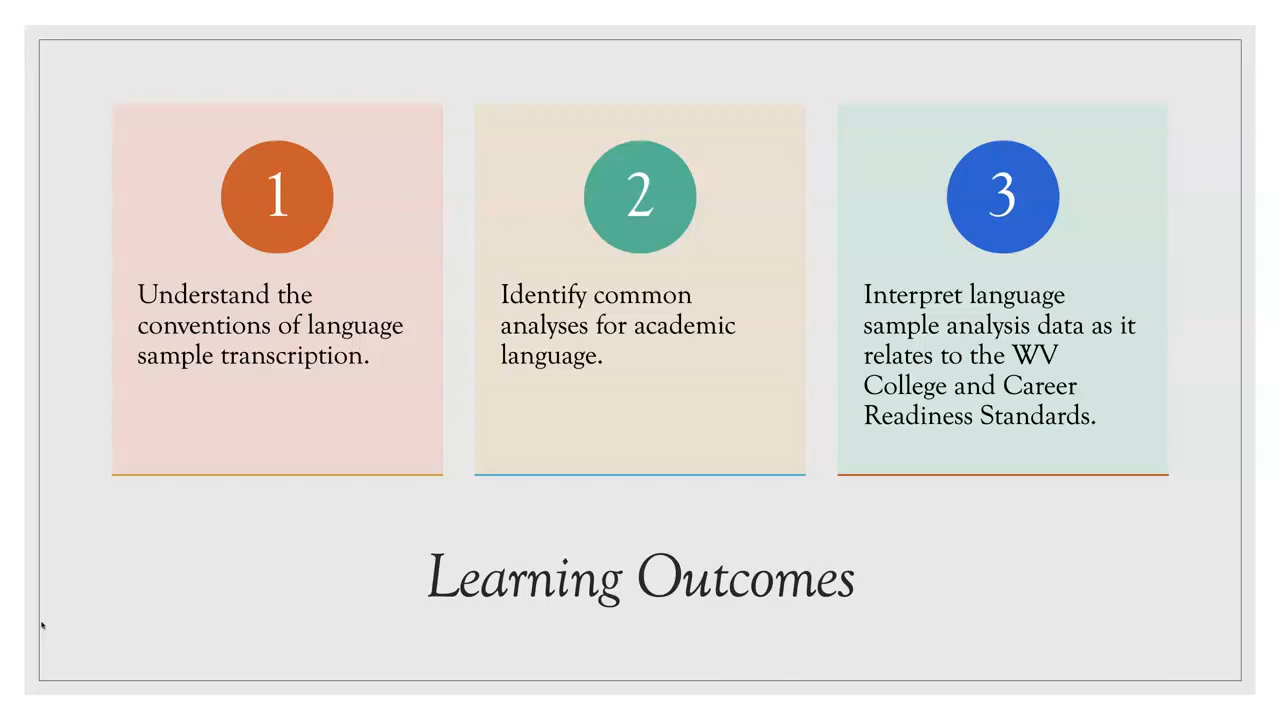 1
Understand the
conventions of language
sample transcription.
2
Identify common
analyses for academic
language.
3
Interpret language
sample analysis data as it
relates to the WV
College and Career
Readiness Standards.
Learning Outcomes